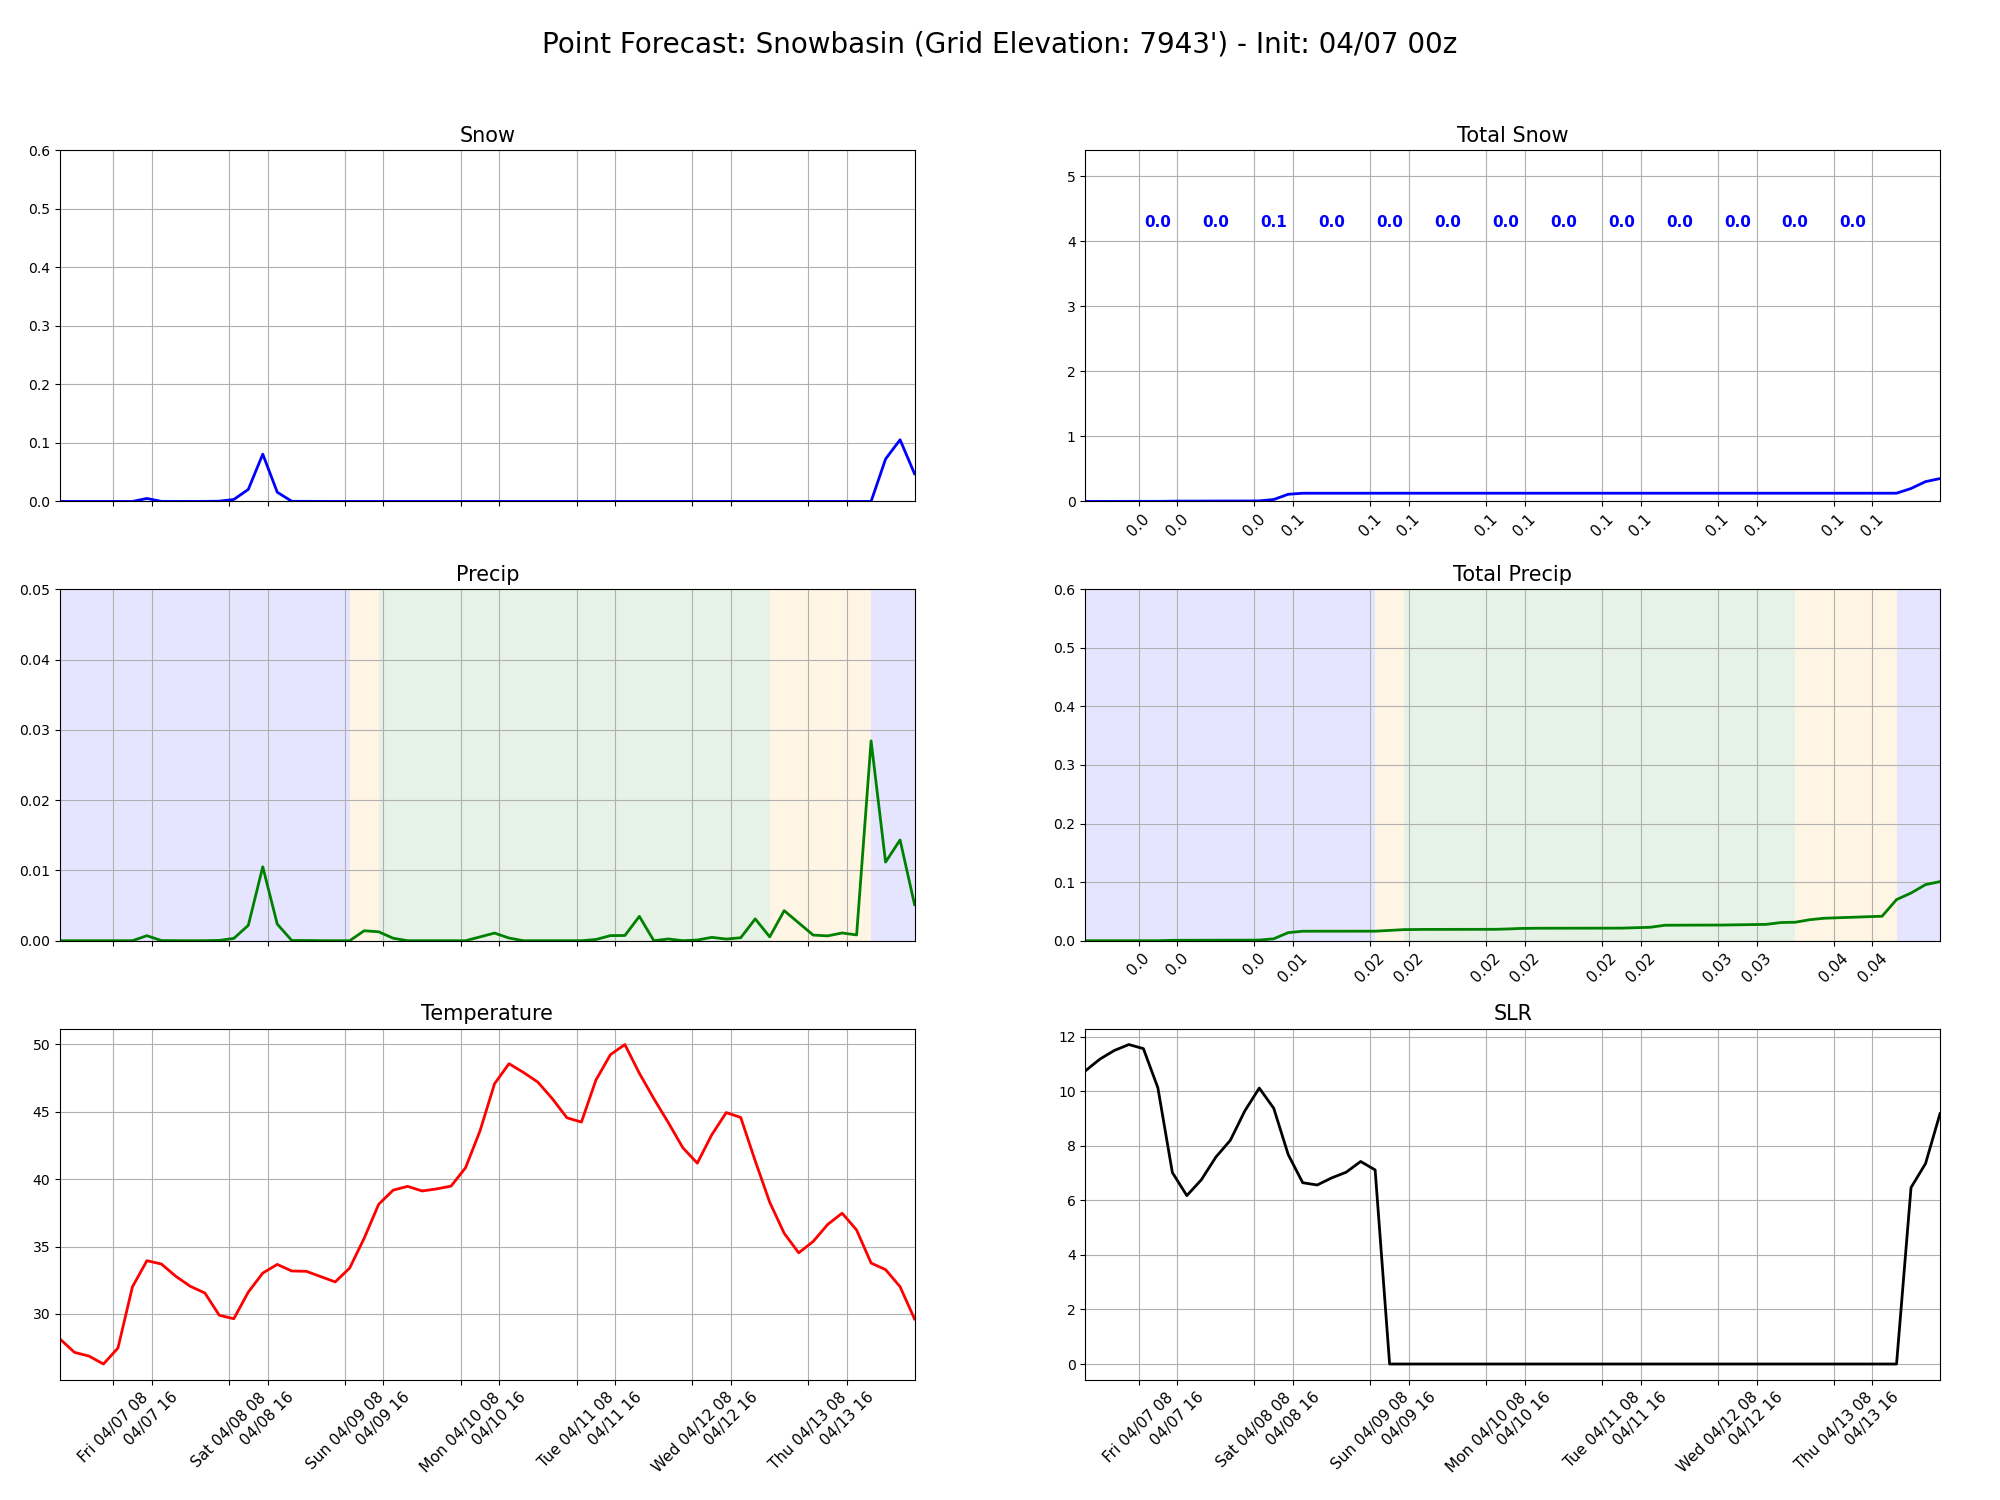 Point Forecast: Snowbasin (Grid Elevation: 7943') - Init: 04/07 00z
Snow
0.6
0.5
0.4
0.3
0.2
0.1
0.0
Total Snow
5
4
3
2
1
0
0.0 0.0 0.1 0.0 0.0 0.0 0.0 0.0 0.0 0.0 0.0 0.0 0.0
0.0 0.0 0.0 0.1 0.1 0.1 0.1 0.1 0.1 0.1 0.1 0.1 0.1 0.1
Precip
0.05
0.04
0.03
0.02
0.01
0.00
Total Precip
0.6
0.5
0.4
0.3
0.2
0.1
0.0
0.0 0.0 0.0 0.01 0.02 0.02 0.02 0.02 0.02 0.02 0.03 0.03 0.04 0.04
Temperature
50
45
40
35
30
Fri 04/07 08
04/07 16
Sat 04/08 08
04/08 16
Sun 04/09 08
04/09 16
Mon 04/10 08
04/10 16
Tue 04/11 08
04/11 16
Wed 04/12 08
04/12 16
Thu 04/13 08
04/13 16
SLR
12
10
8
6
4
2
0
Fri 04/07 08
04/07 16
Sat 04/08 08
04/08 16
Sun 04/09 08
04/09 16
Mon 04/10 08
04/10 16
Tue 04/11 08
04/11 16
Wed 04/12 08
04/12 16
Thu 04/13 08
04/13 16